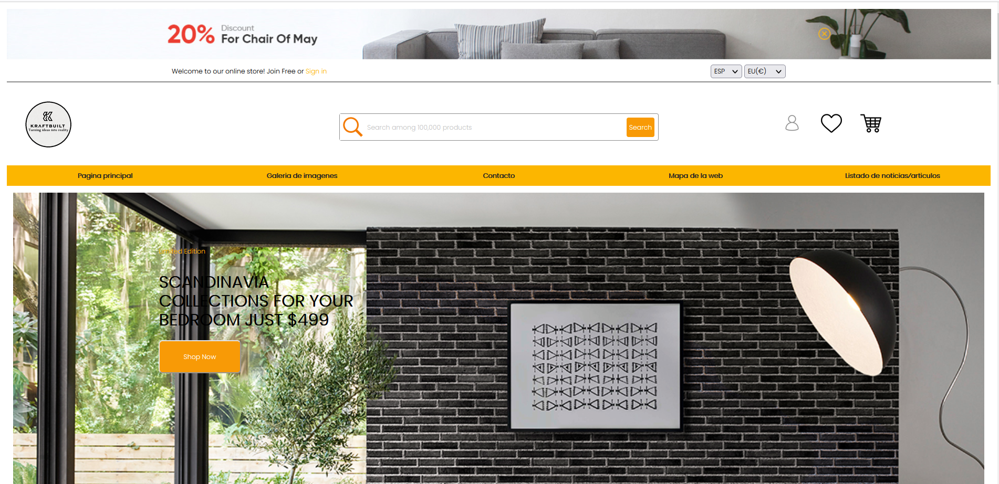 20% Discount
For Chair Of May
Welcome to our online store! Join Free or Sign in
ESP
EU(€)
KRAFTBUILT
Turning ideas into reality
Search among 100,000 products
Search
Pagina principal
Galeria de imagenes
Contacto
Mapa de la web
Listado de noticias/articulos
Limited Edition
SCANDINAVIA
COLLECTIONS FOR YOUR
BEDROOM JUST $499
Shop Now